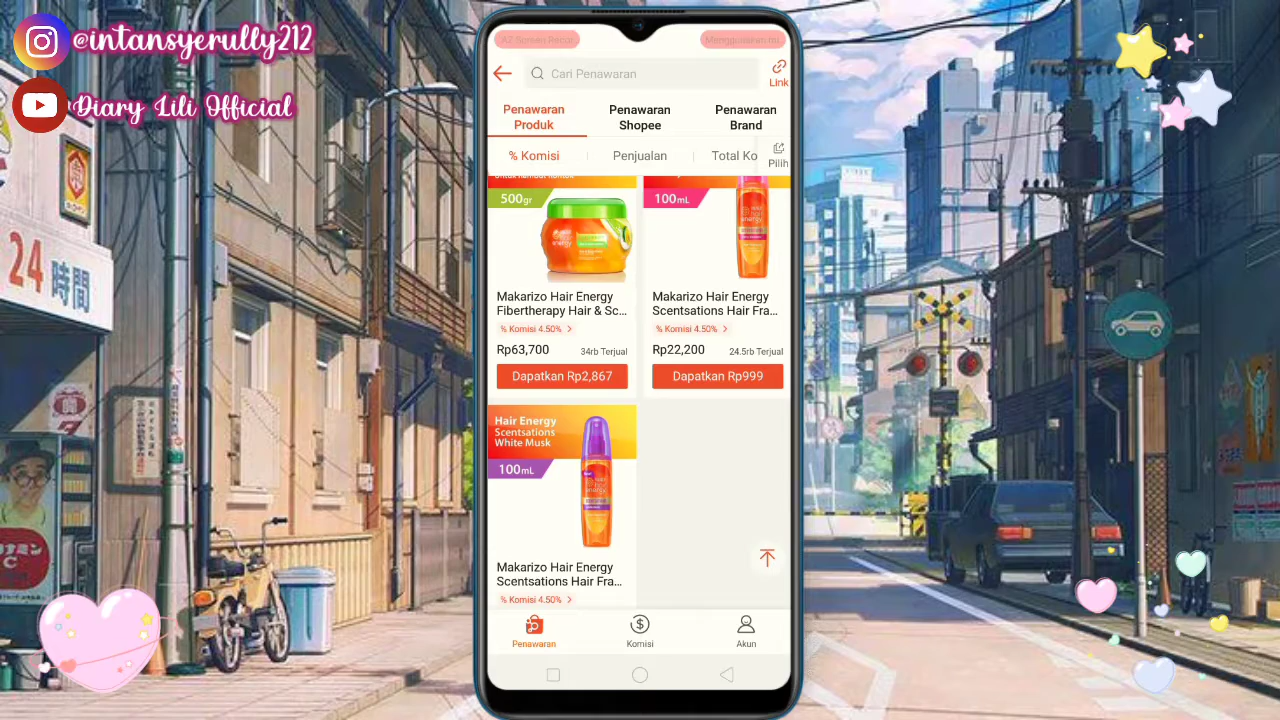 @intansyerully212
Diary Lili Official
AZ Screen Recor
Cari Penawaran
Link
Penawaran Produk
Penawaran Shopee
Penawaran Brand
% Komisi
Penjualan
Total Ko
Pilih
500gr
100mL
Makarizo Hair Energy
Fibertherapy Hair & Sc...
% Komisi 4.50% >
Rp63,700
34rb Terjual
Dapatkan Rp2,867
Makarizo Hair Energy
Scentsations Hair Fra...
% Komisi 4.50% >
Rp22,200
24.5rb Terjual
Dapatkan Rp999
Hair Energy
Scentsations
White Musk
100mL
Makarizo Hair Energy
Scentsations Hair Fra...
% Komisi 4.50% >
Penawaran
Komisi
Akun
24時間